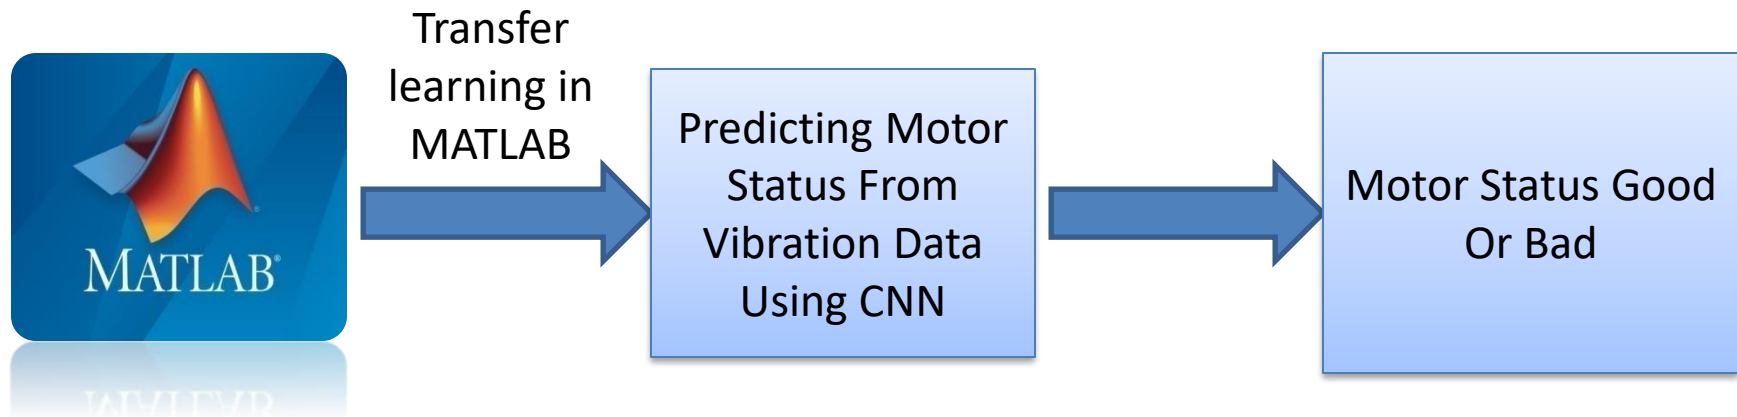 Transfer
learning in
MATLAB
MATLAB®
Predicting Motor
Status From
Vibration Data
Using CNN
Motor Status Good
Or Bad